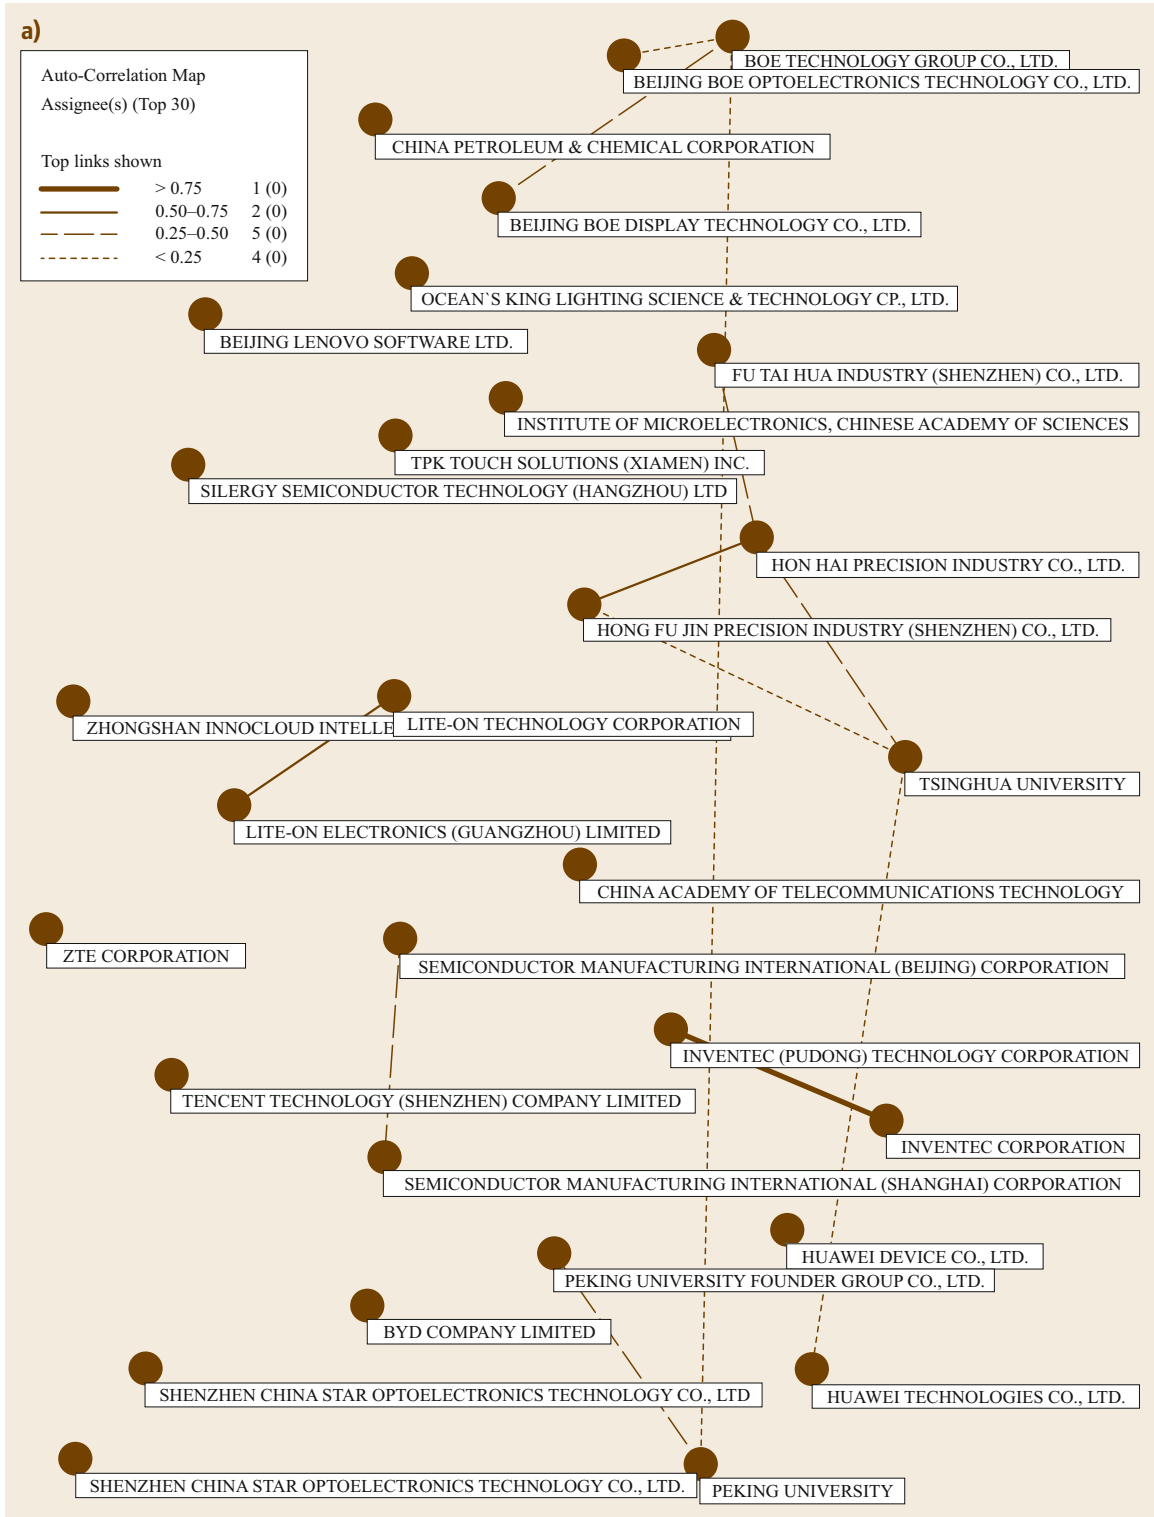 a)
Auto-Correlation Map
Assignee(s) (Top 30)
Top links shown
> 0.75 1 (0)
0.50–0.75 2 (0)
0.25–0.50 5 (0)
< 0.25 4 (0)
BOE TECHNOLOGY GROUP CO., LTD.
BEIJING BOE OPTOELECTRONICS TECHNOLOGY CO., LTD.
CHINA PETROLEUM & CHEMICAL CORPORATION
BEIJING BOE DISPLAY TECHNOLOGY CO., LTD.
OCEAN`S KING LIGHTING SCIENCE & TECHNOLOGY CP., LTD.
BEIJING LENOVO SOFTWARE LTD.
FU TAI HUA INDUSTRY (SHENZHEN) CO., LTD.
INSTITUTE OF MICROELECTRONICS, CHINESE ACADEMY OF SCIENCES
TPK TOUCH SOLUTIONS (XIAMEN) INC.
SILERGY SEMICONDUCTOR TECHNOLOGY (HANGZHOU) LTD
HON HAI PRECISION INDUSTRY CO., LTD.
HONG FU JIN PRECISION INDUSTRY (SHENZHEN) CO., LTD.
ZHONGSHAN INNOCLOUD INTELLE
LITE-ON TECHNOLOGY CORPORATION
TSINGHUA UNIVERSITY
LITE-ON ELECTRONICS (GUANGZHOU) LIMITED
CHINA ACADEMY OF TELECOMMUNICATIONS TECHNOLOGY
ZTE CORPORATION
SEMICONDUCTOR MANUFACTURING INTERNATIONAL (BEIJING) CORPORATION
INVENTEC (PUDONG) TECHNOLOGY CORPORATION
TENCENT TECHNOLOGY (SHENZHEN) COMPANY LIMITED
INVENTEC CORPORATION
SEMICONDUCTOR MANUFACTURING INTERNATIONAL (SHANGHAI) CORPORATION
HUAWEI DEVICE CO., LTD.
PEKING UNIVERSITY FOUNDER GROUP CO., LTD.
BYD COMPANY LIMITED
SHENZHEN CHINA STAR OPTOELECTRONICS TECHNOLOGY CO., LTD
HUAWEI TECHNOLOGIES CO., LTD.
SHENZHEN CHINA STAR OPTOELECTRONICS TECHNOLOGY CO., LTD.
PEKING UNIVERSITY